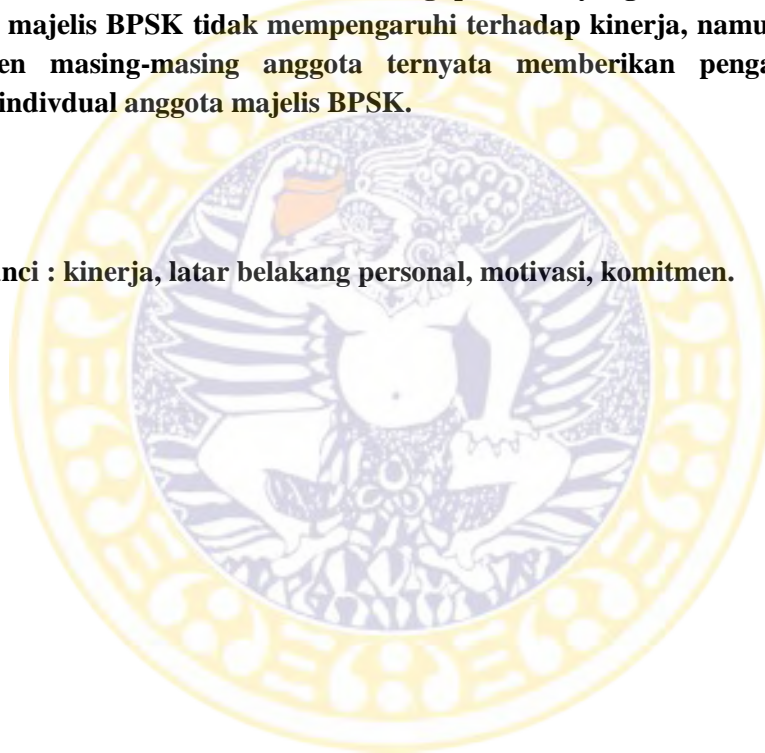 majelis BPSK tidak mempengaruhi terhadap kinerja, namu
en masing-masing anggota ternyata memberikan penga
indivdual anggota majelis BPSK.
nci : kinerja, latar belakang personal, motivasi, komitmen.